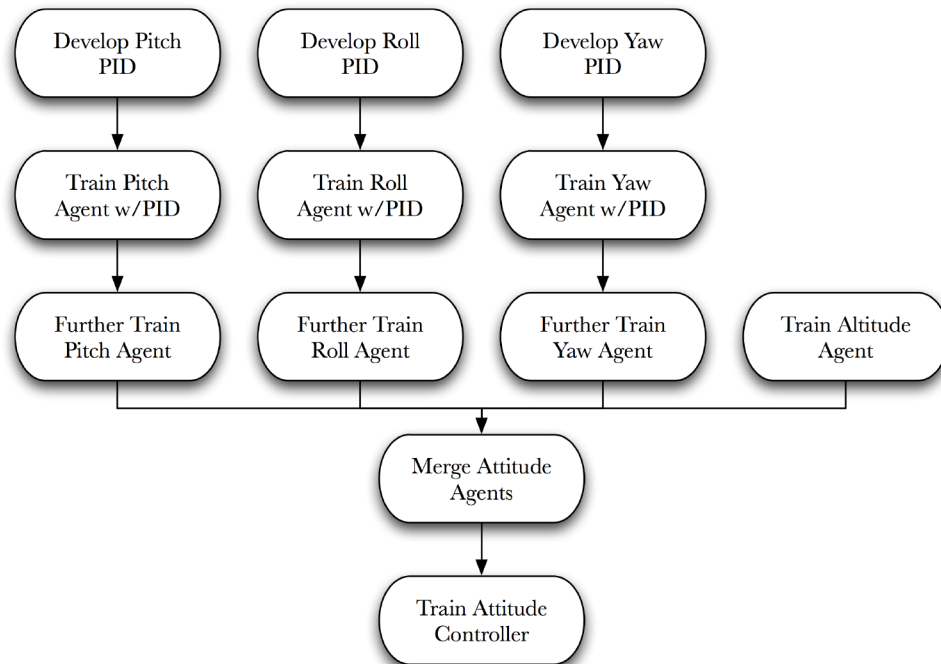 Develop Pitch
PID
Develop Roll
PID
Develop Yaw
PID
Train Pitch
Agent w/PID
Train Roll
Agent w/PID
Train Yaw
Agent w/PID
Further Train
Pitch Agent
Further Train
Roll Agent
Further Train
Yaw Agent
Train Altitude
Agent
Merge Attitude
Agents
Train Attitude
Controller